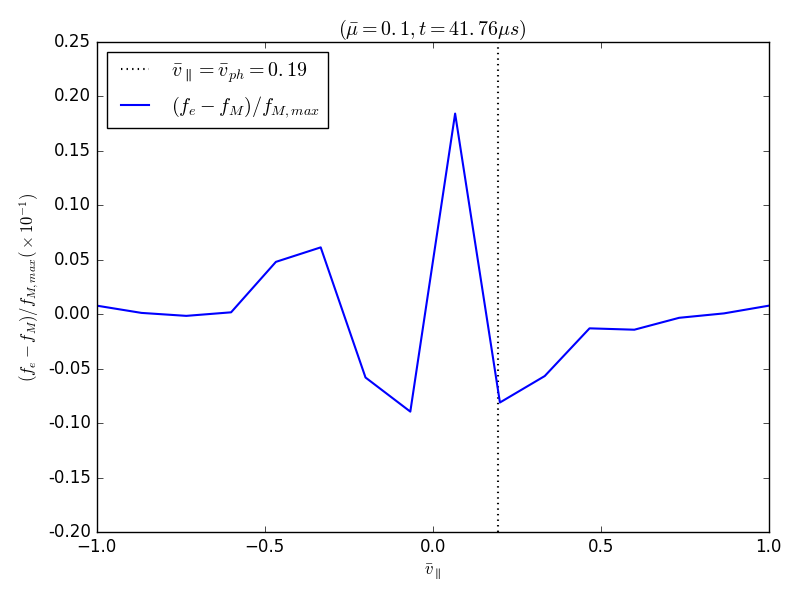 (μ̄ = 0.1, t = 41.76μs)
v̄∥ = v̄ph = 0.19
(fe − fM)/fM,max
0.25
0.20
0.15
0.10
0.05
0.00
-0.05
-0.10
-0.15
-0.20
(fe − fM)/fM,max(×10⁻¹)
−1.0 −0.5 0.0 0.5 1.0
v̄∥